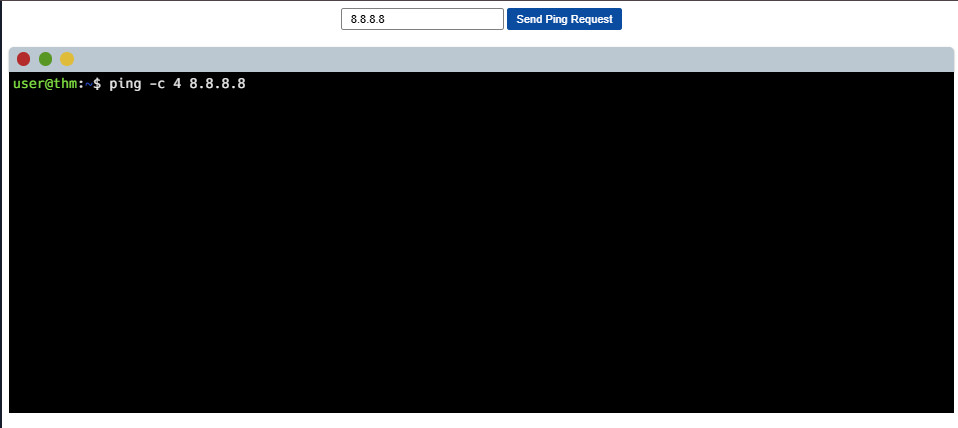 8.8.8.8 Send Ping Request
user@thm:~$ ping -c 4 8.8.8.8